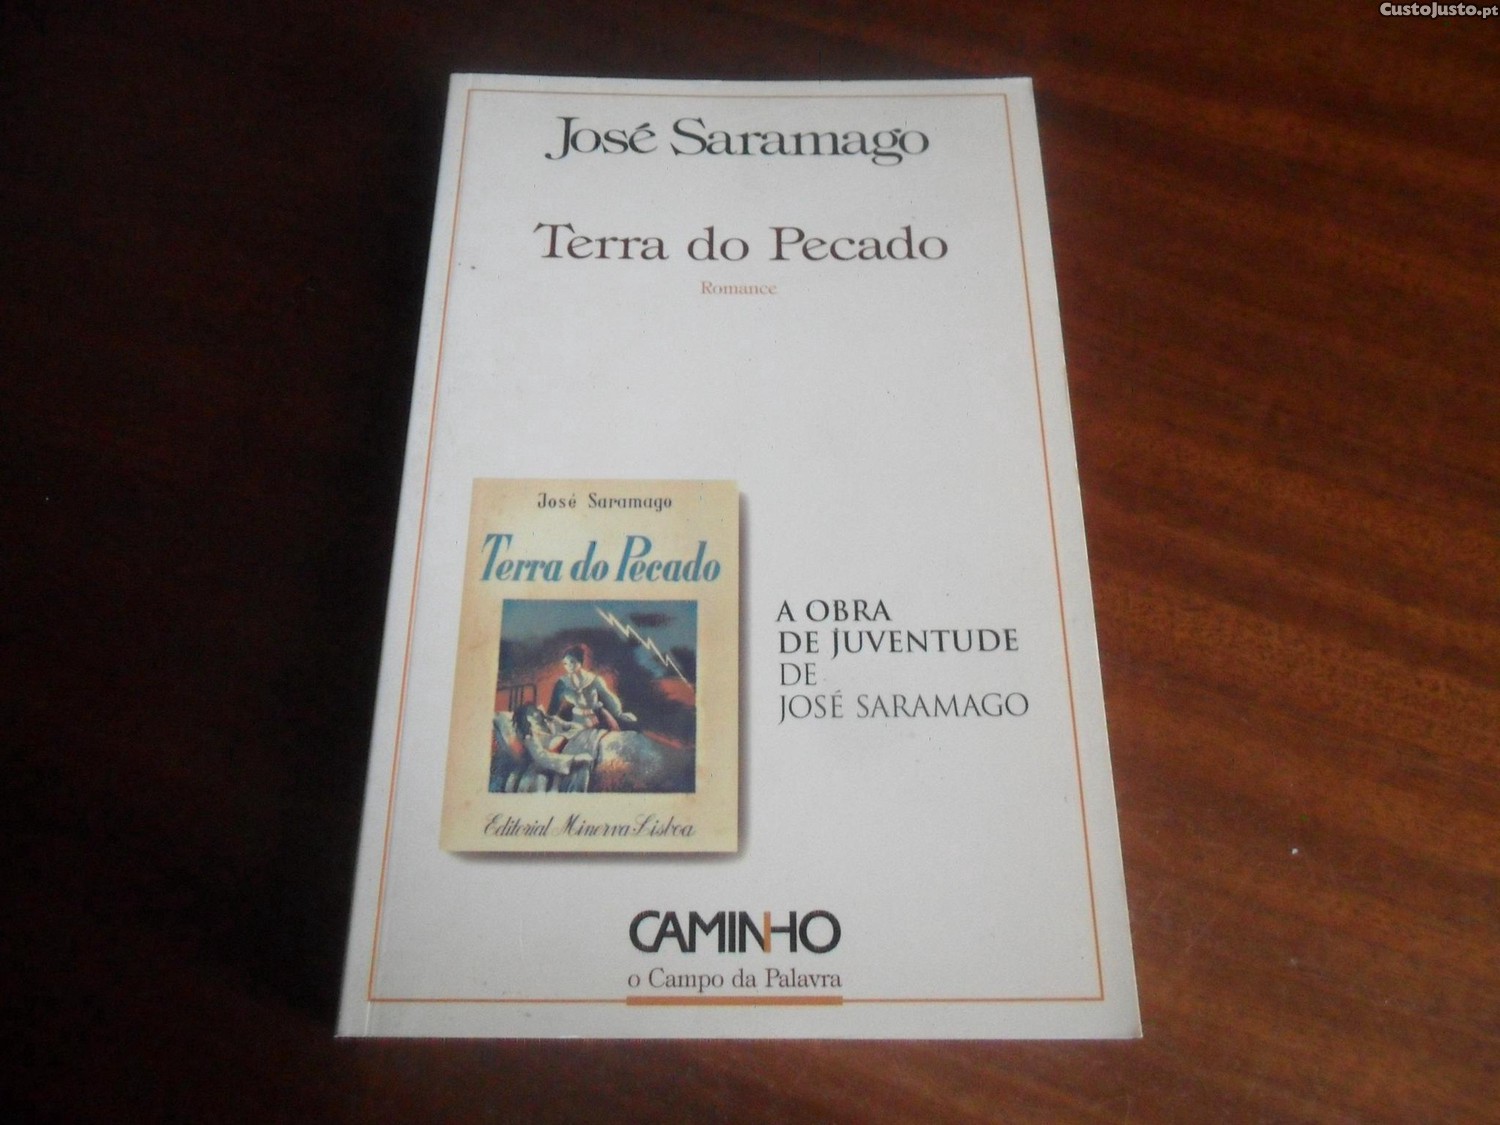 CustoJusto.pt
José Saramago
Terra do Pecado
Romance
José Saramago
Terra do Pecado
Editorial Minerva-Lisboa
A OBRA
DE JUVENTUDE
DE
JOSÉ SARAMAGO
CAMINHO
o Campo da Palavra